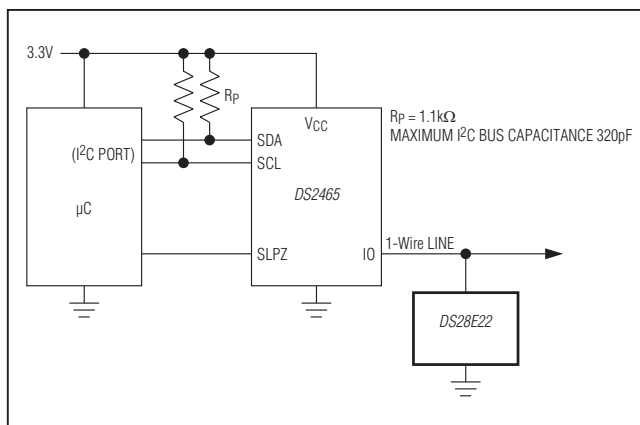 3.3V
RP
VCC
RP = 1.1kΩ
MAXIMUM I²C BUS CAPACITANCE 320pF
(I²C PORT)
SDA
SCL
µC
DS2465
1-Wire LINE
SLPZ
IO
DS28E22